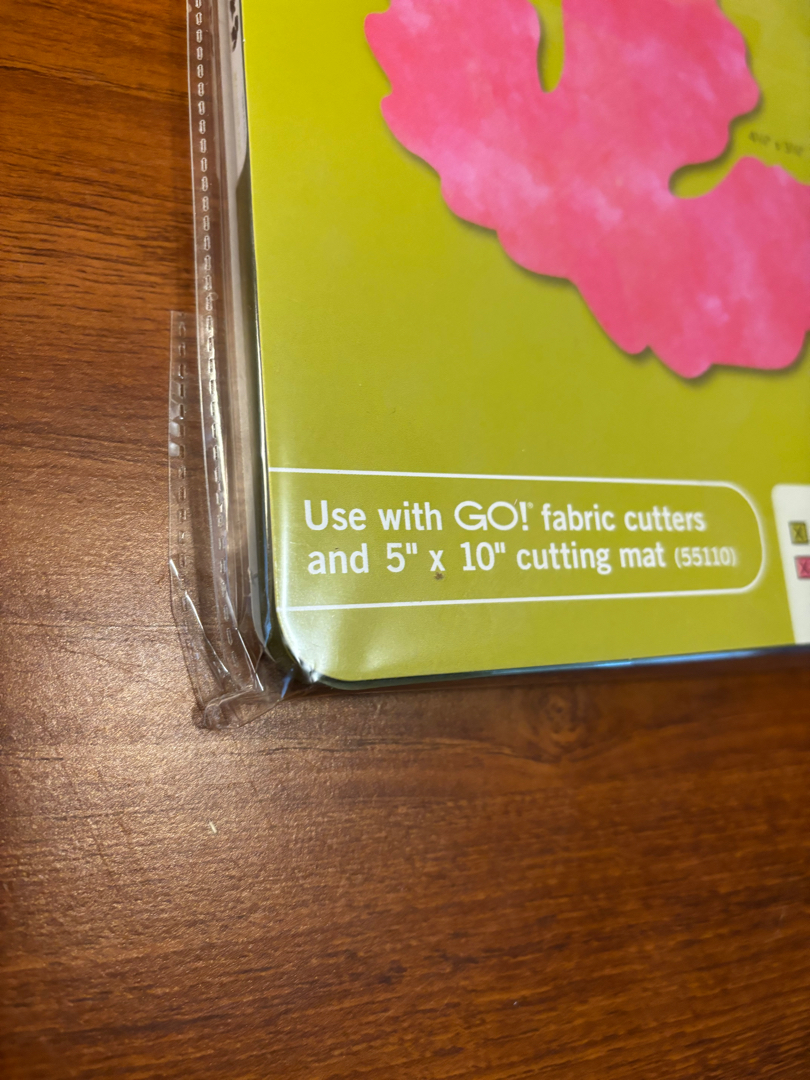 Use with GO!® fabric cutters
and 5" x 10" cutting mat (55110)